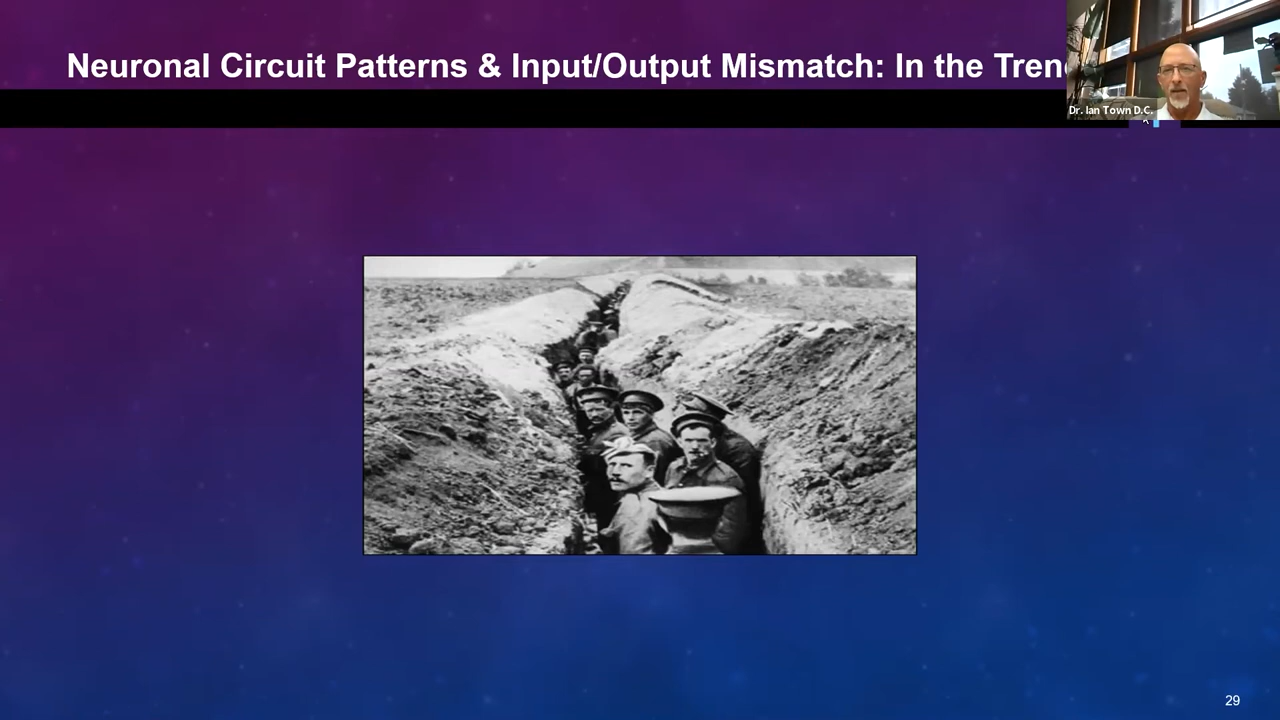 Neuronal Circuit Patterns & Input/Output Mismatch: In the Tren
Dr. Ian Town D.C.
29